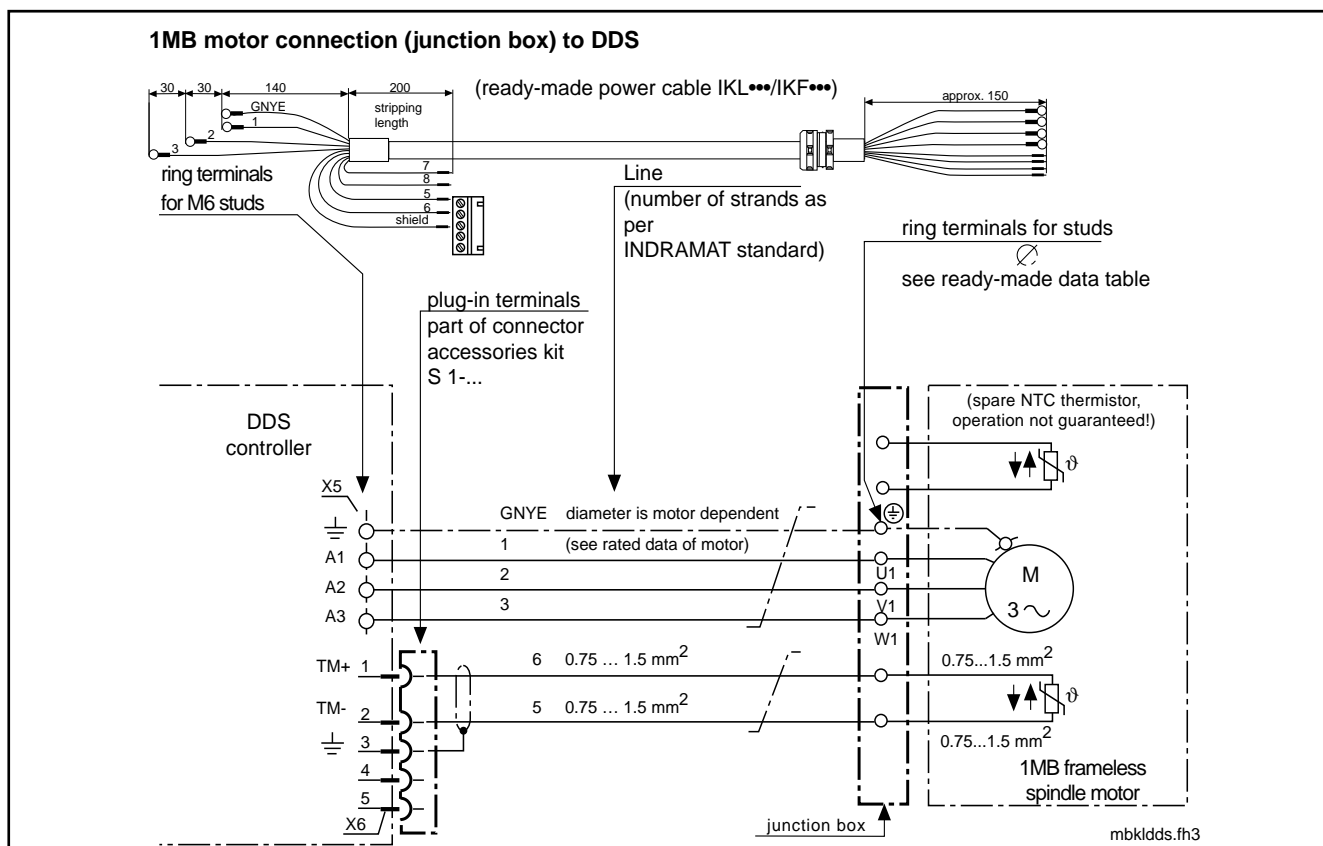 1MB motor connection (junction box) to DDS
(ready-made power cable IKL•••/IKF•••)
30
30
140
200
approx. 150
GNYE
1
2
3
stripping
length
7
8
5
6
shield
ring terminals
for M6 studs
Line
(number of strands as
per
INDRAMAT standard)
ring terminals for studs
∅
see ready-made data table
plug-in terminals
part of connector
accessories kit
S 1-...
DDS
controller
(spare NTC thermistor,
operation not guaranteed!)
ϑ
X5
GNYE diameter is motor dependent
A1
1 (see rated data of motor)
U1
A2
2
V1
A3
3
W1
M
3
TM+ 1
6 0.75 ... 1.5 mm²
0.75...1.5 mm²
TM- 2
5 0.75 ... 1.5 mm²
ϑ
0.75...1.5 mm²
3
4
5
X6
1MB frameless
spindle motor
junction box
mbkldds.fh3